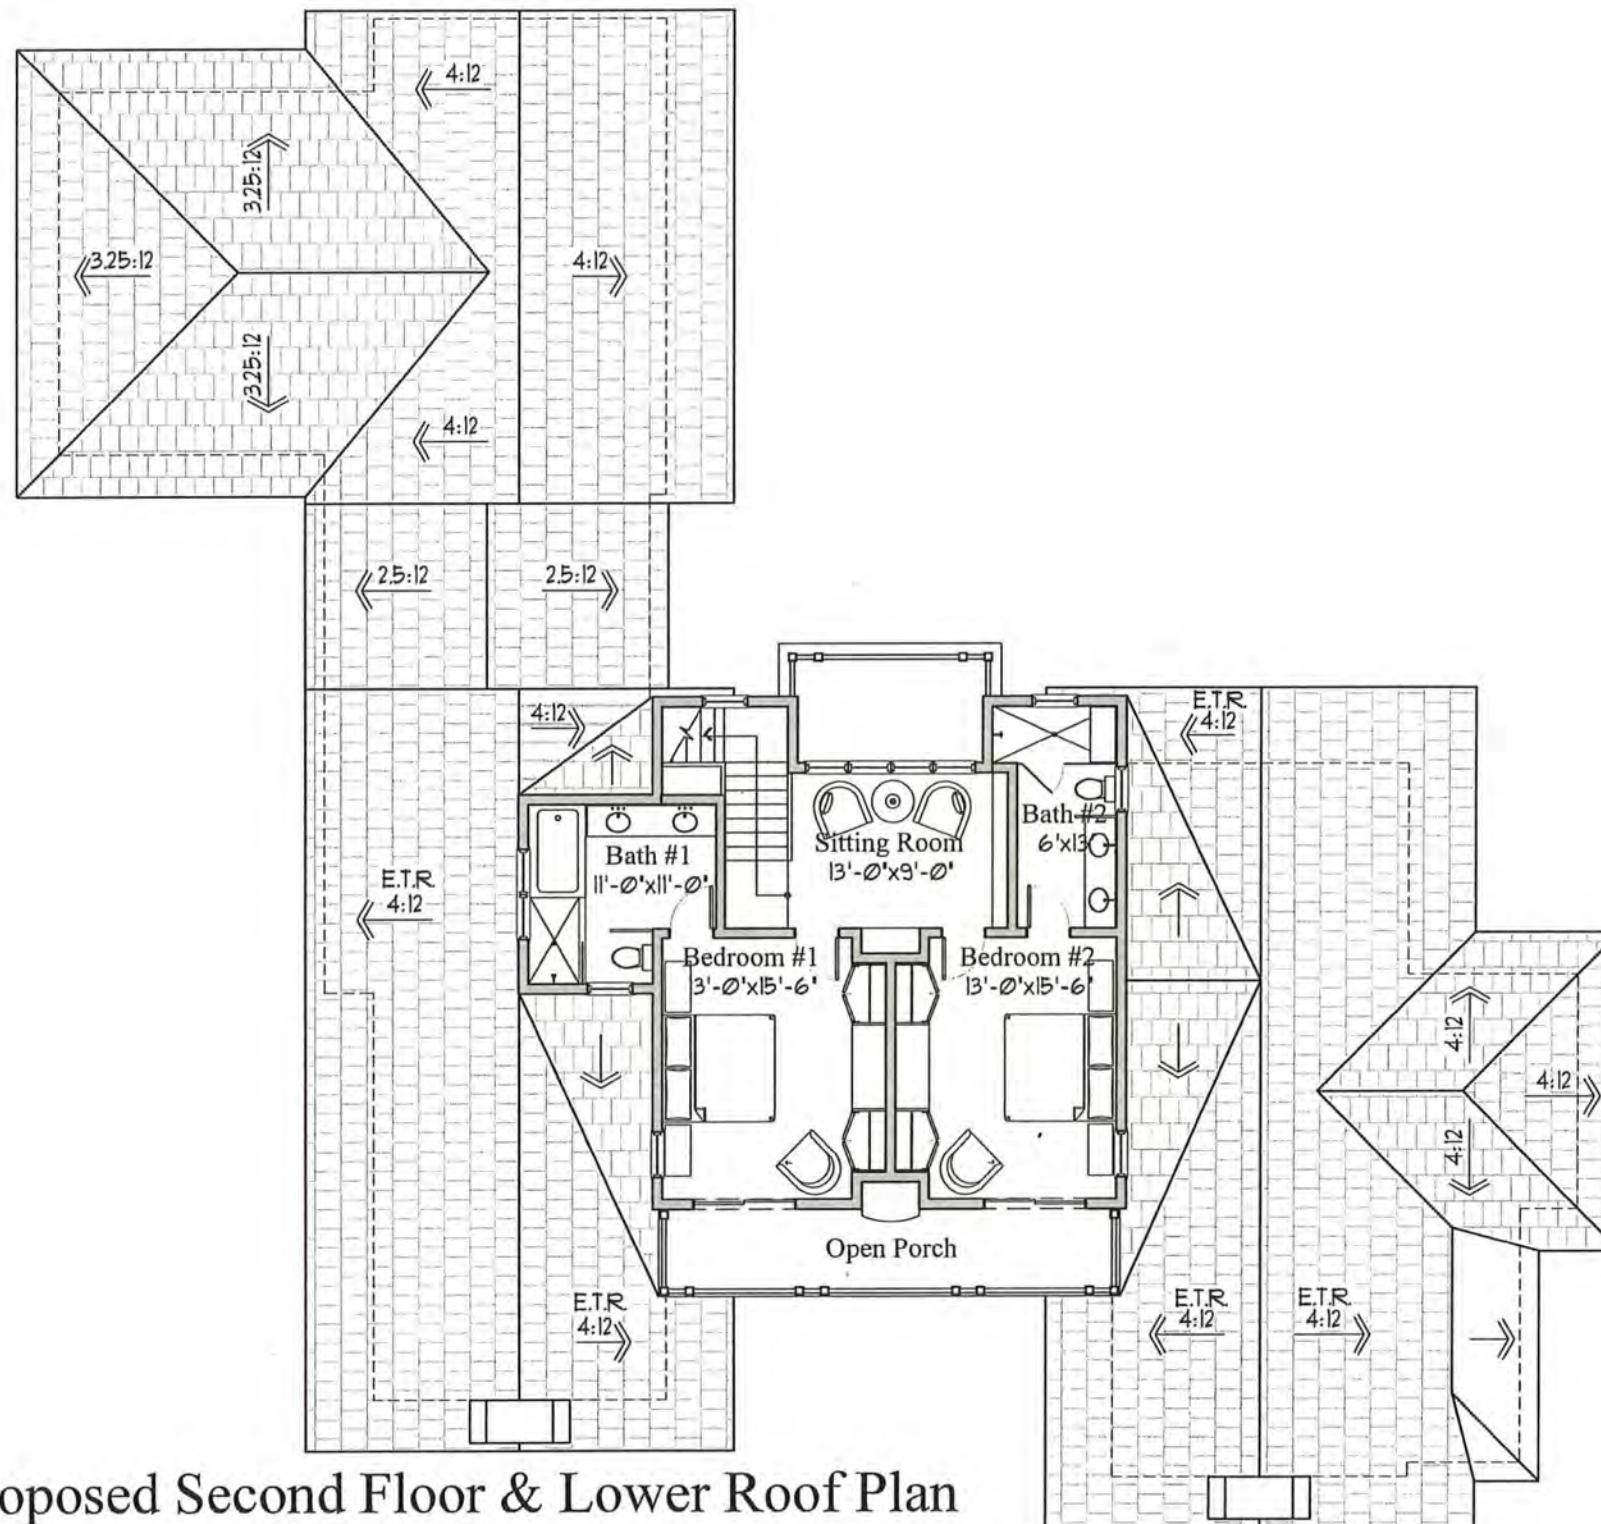 4:12
3.25:12
3.25:12
4:12
3.25:12
4:12
2.5:12
2.5:12
4:12
E.T.R.
4:12
E.T.R.
4:12
Bath #1
11'-0"x11'-0"
Sitting Room
13'-0"x9'-0"
Bath #2
6'x13
Bedroom #1
3'-0"x15'-6"
Bedroom #2
13'-0"x15'-6"
4:12
4:12
4:12
Open Porch
E.T.R.
4:12
E.T.R.
4:12
E.T.R.
4:12
oposed Second Floor & Lower Roof Plan